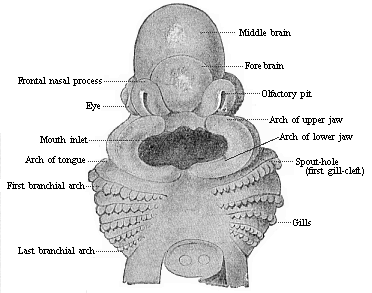 Middle brain
Fore brain
Frontal nasal process
Olfactory pit
Eye
Arch of upper jaw
Mouth inlet
Arch of lower jaw
Arch of tongue
Spout-hole
(first gill-cleft)
First branchial arch
Gills
Last branchial arch